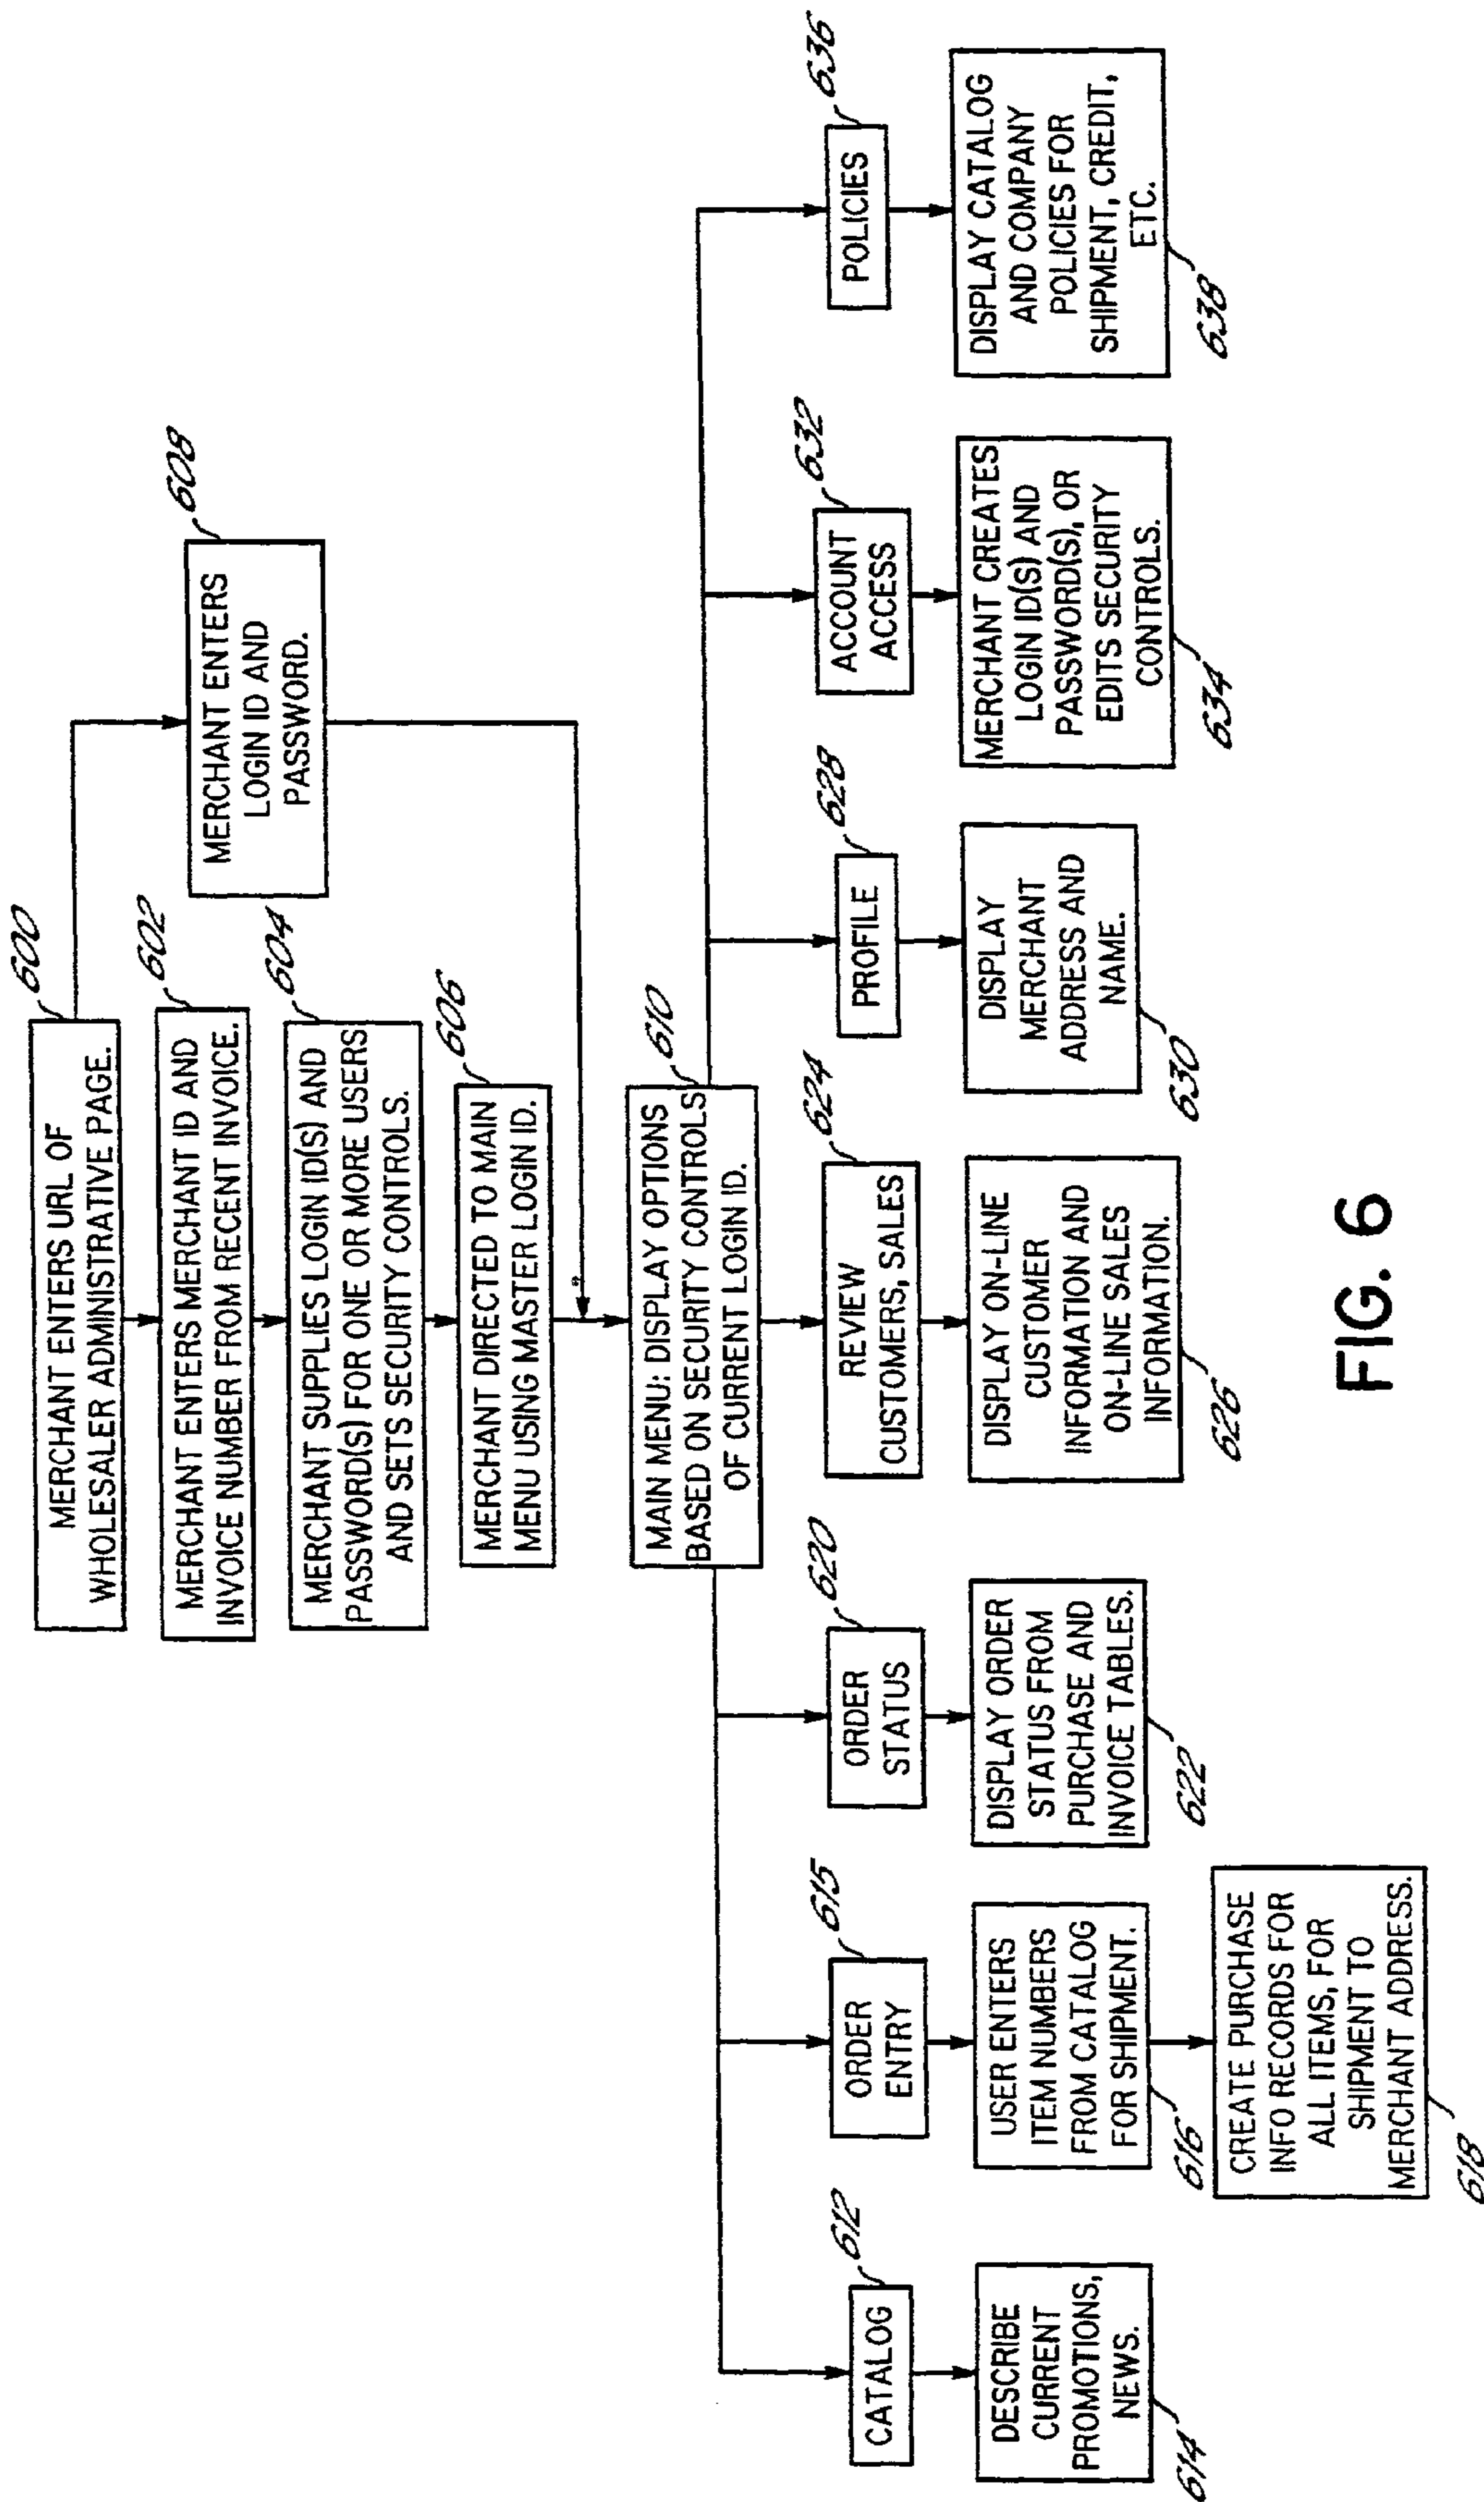 600
MERCHANT ENTERS URL OF
WHOLESALER ADMINISTRATIVE PAGE.
602
MERCHANT ENTERS MERCHANT ID AND
INVOICE NUMBER FROM RECENT INVOICE.
604
MERCHANT SUPPLIES LOGIN ID(S) AND
PASSWORD(S) FOR ONE OR MORE USERS
AND SETS SECURITY CONTROLS.
606
MERCHANT DIRECTED TO MAIN
MENU USING MASTER LOGIN ID.
608
MERCHANT ENTERS
LOGIN ID AND
PASSWORD.
610
MAIN MENU: DISPLAY OPTIONS
BASED ON SECURITY CONTROLS
OF CURRENT LOGIN ID.
612
CATALOG
DESCRIBE
CURRENT
PROMOTIONS,
NEWS.
614
615
ORDER
ENTRY
USER ENTERS
ITEM NUMBERS
FROM CATALOG
FOR SHIPMENT.
616
CREATE PURCHASE
INFO RECORDS FOR
ALL ITEMS, FOR
SHIPMENT TO
MERCHANT ADDRESS.
618
620
ORDER
STATUS
DISPLAY ORDER
STATUS FROM
PURCHASE AND
INVOICE TABLES.
622
624
REVIEW
CUSTOMERS, SALES
DISPLAY ON-LINE
CUSTOMER
INFORMATION AND
ON-LINE SALES
INFORMATION.
626
628
PROFILE
DISPLAY
MERCHANT
ADDRESS AND
NAME.
630
632
ACCOUNT
ACCESS
MERCHANT CREATES
LOGIN ID(S) AND
PASSWORD(S), OR
EDITS SECURITY
CONTROLS.
634
636
POLICIES
DISPLAY CATALOG
AND COMPANY
POLICIES FOR
SHIPMENT, CREDIT,
ETC.
638
FIG. 6